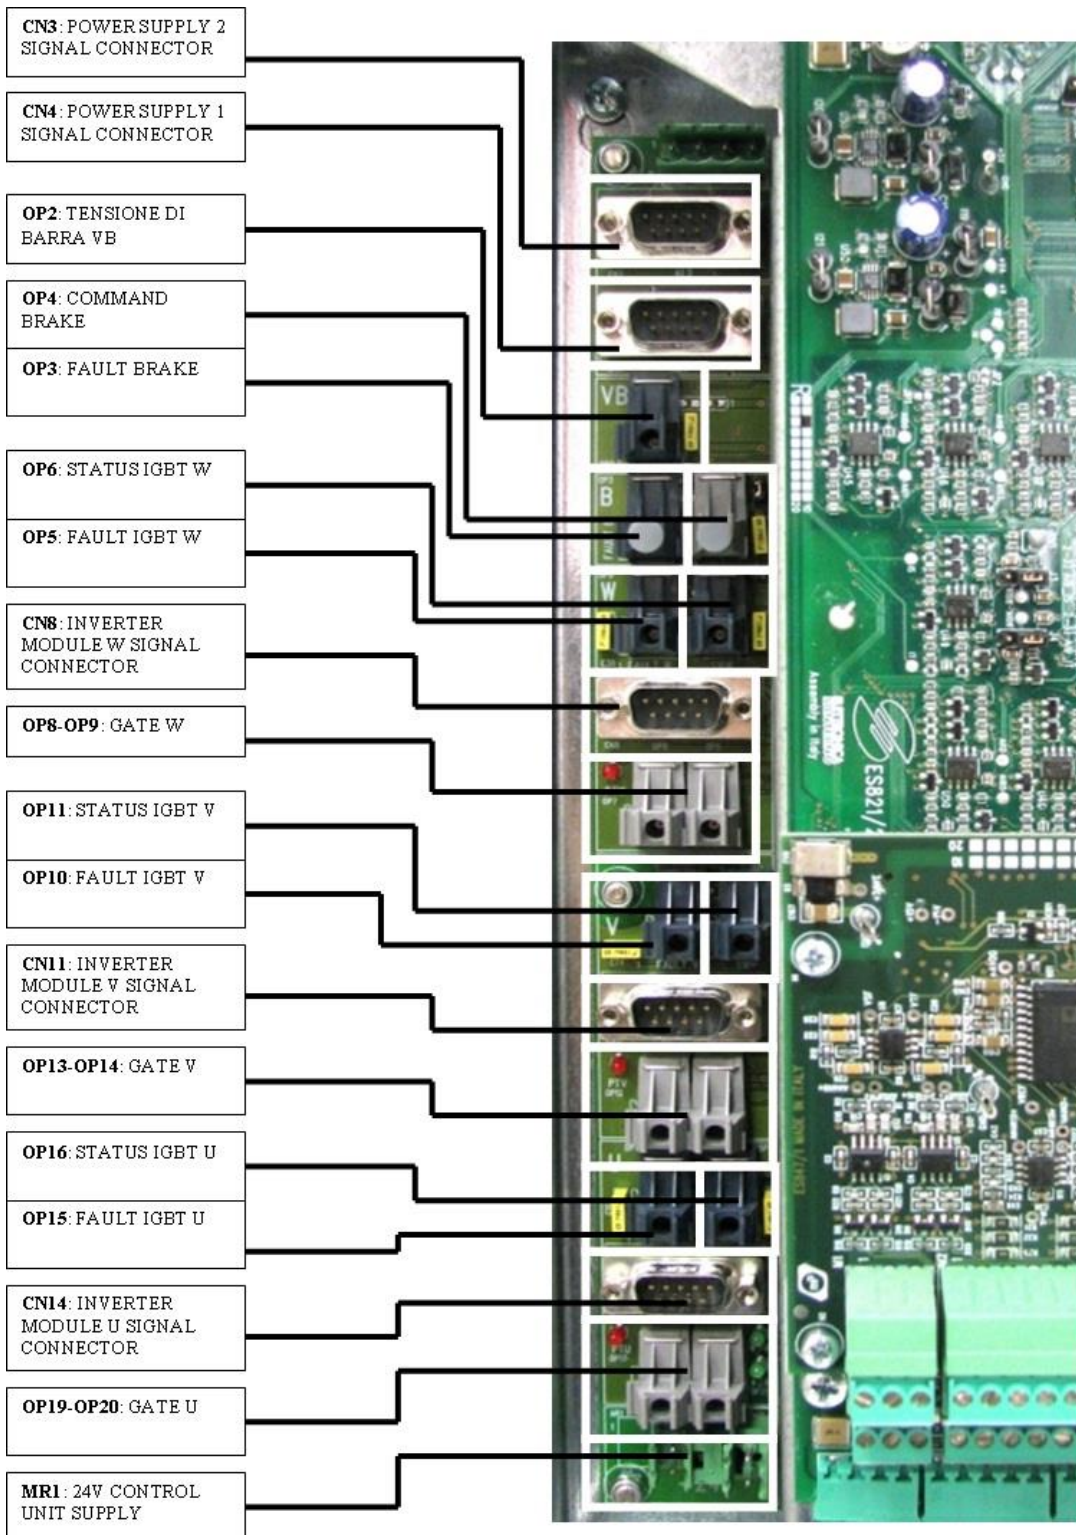 CN3: POWER SUPPLY 2
SIGNAL CONNECTOR
CN4: POWER SUPPLY 1
SIGNAL CONNECTOR
OP2: TENSIONE DI
BARRA VB
OP4: COMMAND
BRAKE
OP3: FAULT BRAKE
OP6: STATUS IGBT W
OP5: FAULT IGBT W
CN8: INVERTER
MODULE W SIGNAL
CONNECTOR
OP8-OP9: GATE W
OP11: STATUS IGBT V
OP10: FAULT IGBT V
CN11: INVERTER
MODULE V SIGNAL
CONNECTOR
OP13-OP14: GATE V
OP16: STATUS IGBT U
OP15: FAULT IGBT U
CN14: INVERTER
MODULE U SIGNAL
CONNECTOR
OP19-OP20: GATE U
MR1: 24V CONTROL
UNIT SUPPLY
VB
B
W
V
Assembly in Italy
ES821/